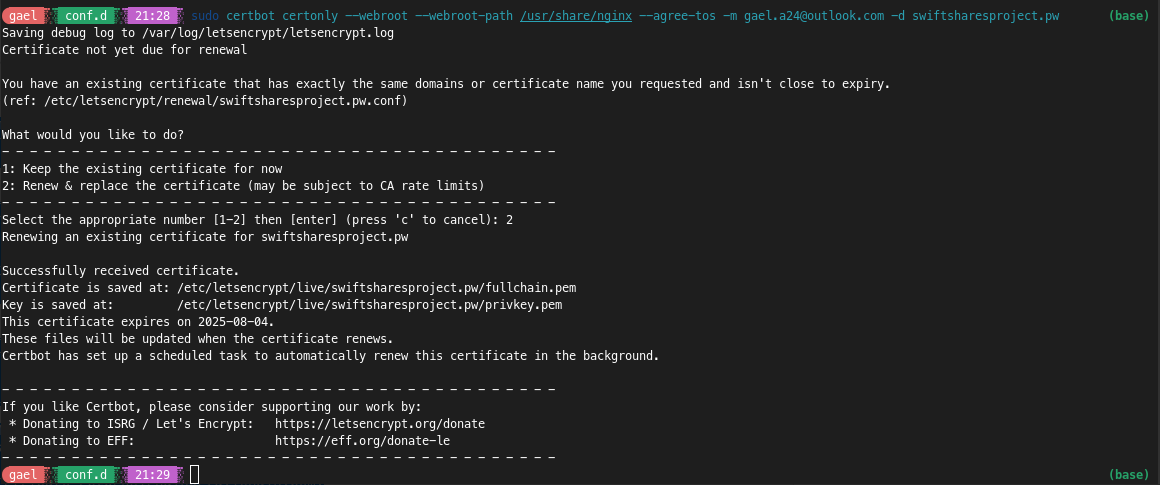 gael conf.d 21:28 sudo certbot certonly --webroot --webroot-path /usr/share/nginx --agree-tos -m gael.a24@outlook.com -d swiftsharesproject.pw (base)
Saving debug log to /var/log/letsencrypt/letsencrypt.log
Certificate not yet due for renewal
You have an existing certificate that has exactly the same domains or certificate name you requested and isn't close to expiry.
(ref: /etc/letsencrypt/renewal/swiftsharesproject.pw.conf)
What would you like to do?
- - - - - - - - - - - - - - - - - - - - - - - - - - - - - - - - - - - - - - - -
1: Keep the existing certificate for now
2: Renew & replace the certificate (may be subject to CA rate limits)
- - - - - - - - - - - - - - - - - - - - - - - - - - - - - - - - - - - - - - - -
Select the appropriate number [1-2] then [enter] (press 'c' to cancel): 2
Renewing an existing certificate for swiftsharesproject.pw
Successfully received certificate.
Certificate is saved at: /etc/letsencrypt/live/swiftsharesproject.pw/fullchain.pem
Key is saved at: /etc/letsencrypt/live/swiftsharesproject.pw/privkey.pem
This certificate expires on 2025-08-04.
These files will be updated when the certificate renews.
Certbot has set up a scheduled task to automatically renew this certificate in the background.
- - - - - - - - - - - - - - - - - - - - - - - - - - - - - - - - - - - - - - - -
If you like Certbot, please consider supporting our work by:
* Donating to ISRG / Let's Encrypt: https://letsencrypt.org/donate
* Donating to EFF: https://eff.org/donate-le
- - - - - - - - - - - - - - - - - - - - - - - - - - - - - - - - - - - - - - - -
gael conf.d 21:29 (base)